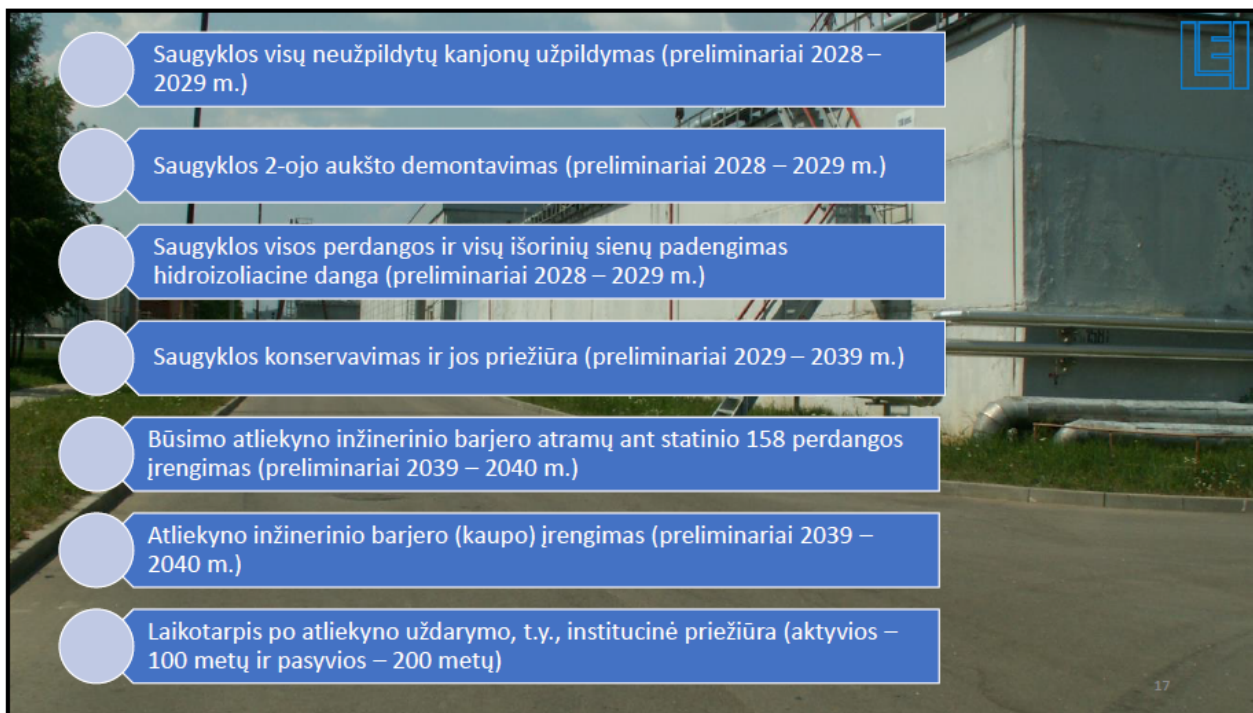 Saugyklos visų neužpildytų kanjonų užpildymas (preliminariai 2028 –
2029 m.)
LEI
Saugyklos 2-ojo aukšto demontavimas (preliminariai 2028 – 2029 m.)
Saugyklos visos perdangos ir visų išorinių sienų padengimas
hidroizoliacine danga (preliminariai 2028 – 2029 m.)
Saugyklos konservavimas ir jos priežiūra (preliminariai 2029 – 2039 m.)
Būsimo atliekyno inžinerinio barjero atramų ant statinio 158 perdangos
įrengimas (preliminariai 2039 – 2040 m.)
Atliekyno inžinerinio barjero (kaupo) įrengimas (preliminariai 2039 –
2040 m.)
Laikotarpis po atliekyno uždarymo, t.y., institucinė priežiūra (aktyvios –
100 metų ir pasyvios – 200 metų)
17